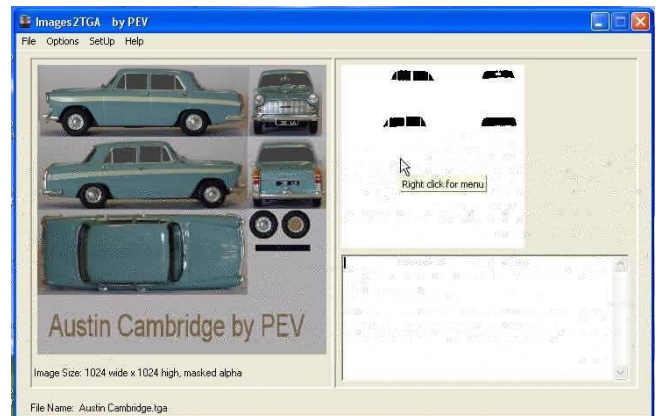 Images2TGA by PEV
File Options SetUp Help
Right click for menu
Austin Cambridge by PEV
Image Size: 1024 wide x 1024 high, masked alpha
File Name: Austin Cambridge.tga